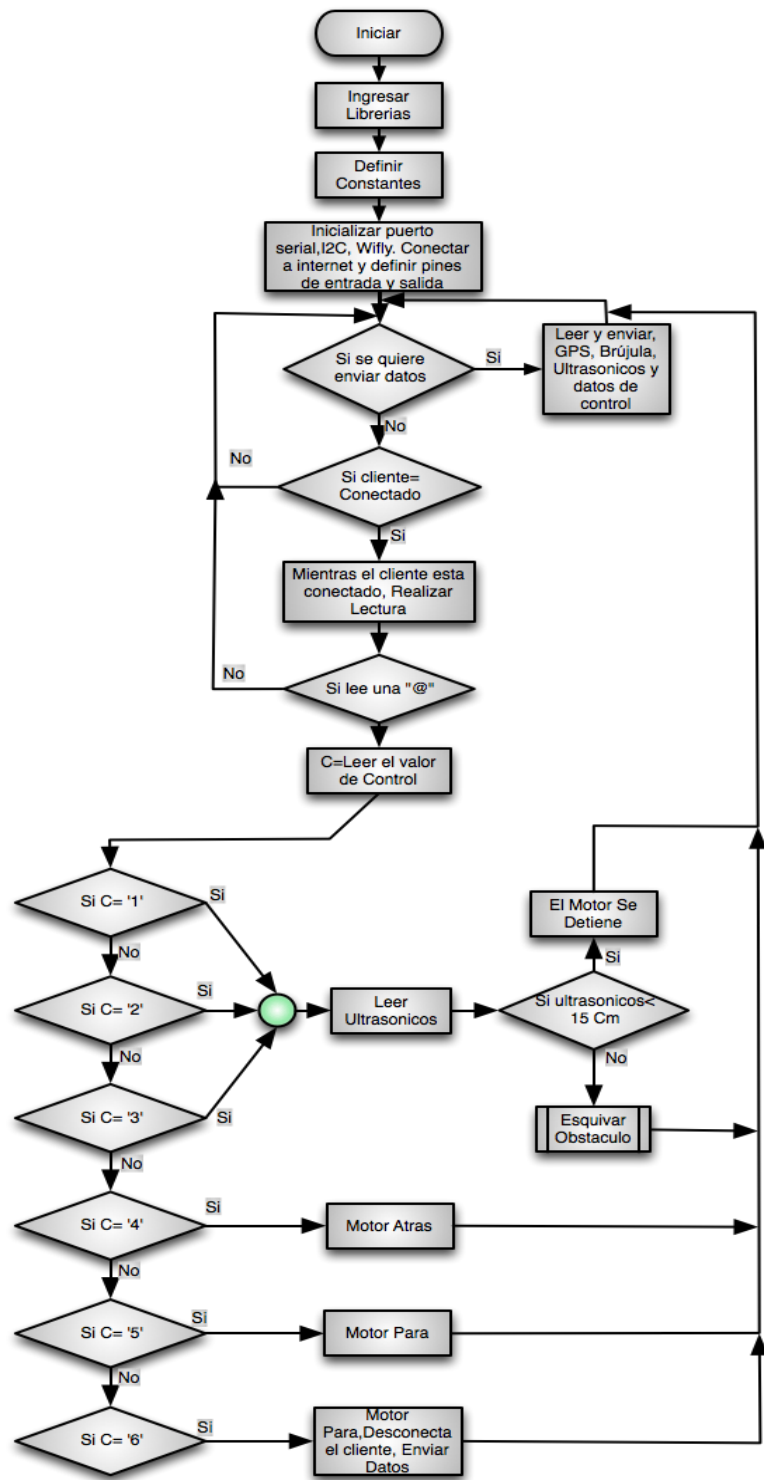 Iniciar
Ingresar
Librerias
Definir
Constantes
Inicializar puerto
serial,I2C, Wifly. Conectar
a internet y definir pines
de entrada y salida
Si se quiere
enviar datos
Si
Leer y enviar,
GPS, Brújula,
Ultrasonicos y
datos de
control
No
No
Si cliente=
Conectado
Si
Mientras el cliente esta
conectado, Realizar
Lectura
No
Si lee una "@"
C=Leer el valor
de Control
Si C= '1'
Si
No
El Motor Se
Detiene
Si
Si C= '2'
Si
Leer
Ultrasonicos
Si ultrasonicos<
15 Cm
No
No
Si C= '3'
Si
Esquivar
Obstaculo
No
Si C= '4'
Si
Motor Atras
No
Si C= '5'
Si
Motor Para
No
Si C= '6'
Si
Motor
Para,Desconecta
el cliente, Enviar
Datos